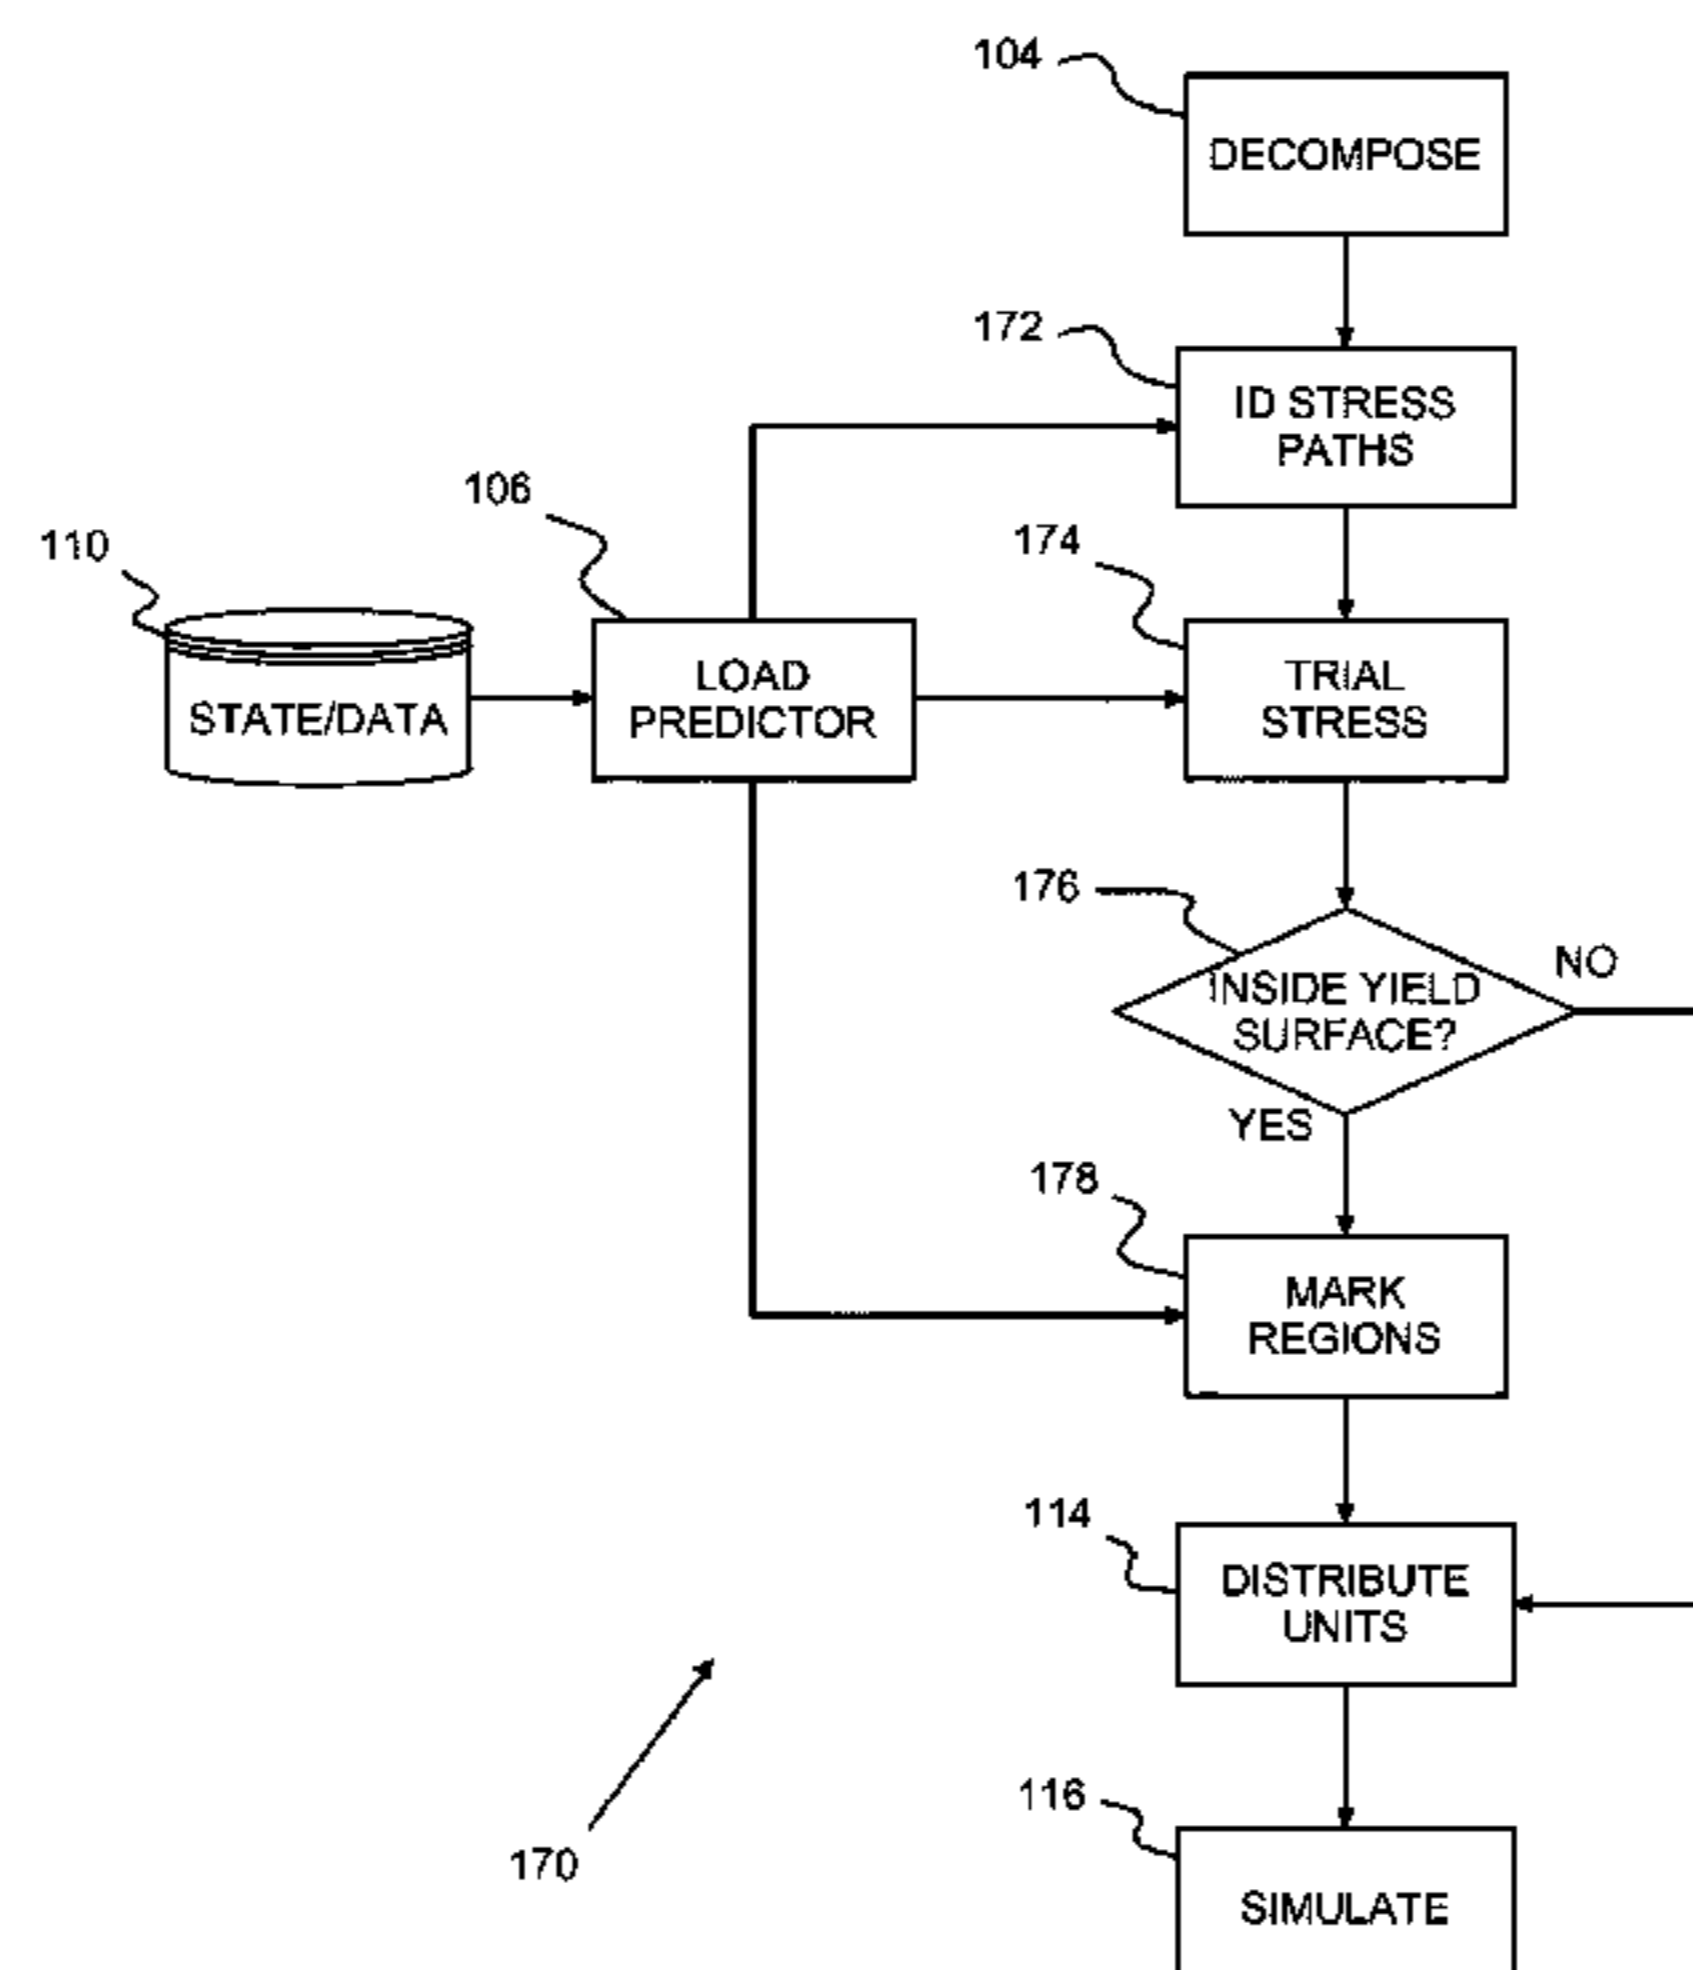 104
DECOMPOSE
172
ID STRESS
PATHS
106
110
174
STATE/DATA
LOAD
PREDICTOR
TRIAL
STRESS
176
NO
INSIDE YIELD
SURFACE?
YES
178
MARK
REGIONS
114
DISTRIBUTE
UNITS
116
170
SIMULATE